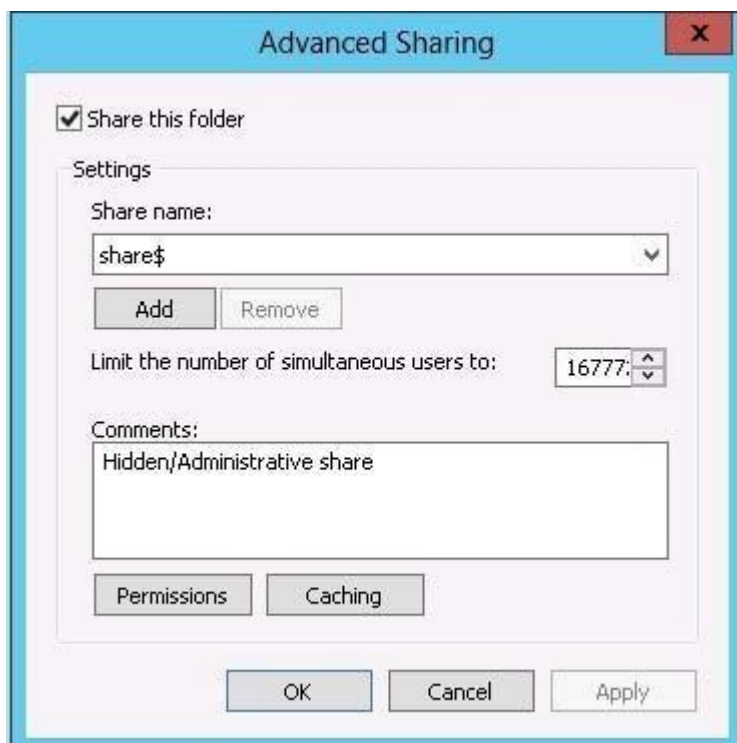 Advanced Sharing
x
Share this folder
Settings
Share name:
share$
Add Remove
Limit the number of simultaneous users to: 16777
Comments:
Hidden/Administrative share
Permissions Caching
OK Cancel Apply